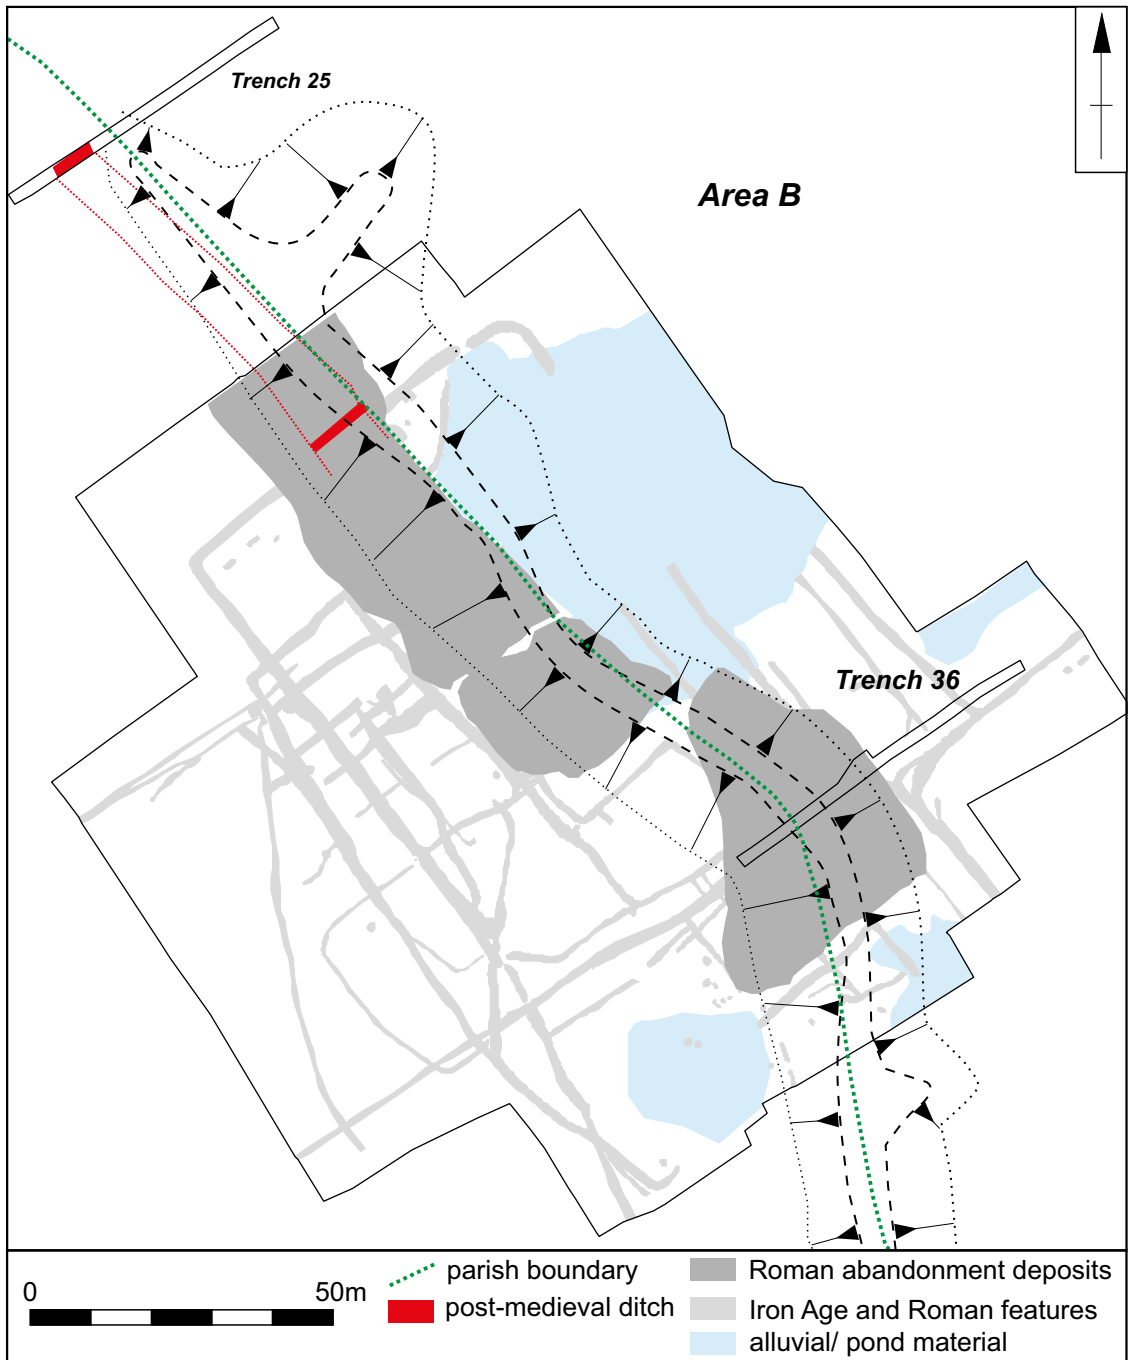 Trench 25
Area B
Trench 36
0 50m
parish boundary
post-medieval ditch
Roman abandonment deposits
Iron Age and Roman features
alluvial/ pond material